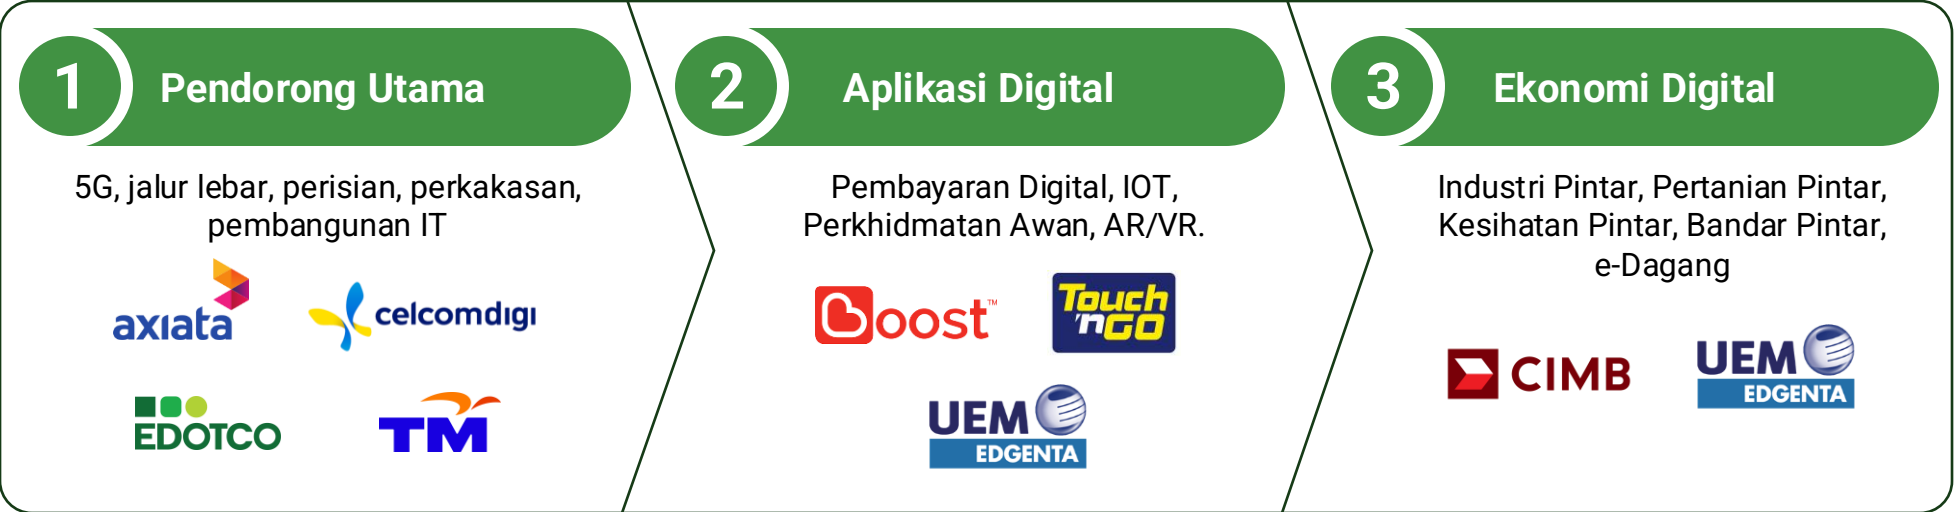 1
Pendorong Utama
5G, jalur lebar, perisian, perkakasan,
pembangunan IT
axiata
celcomdigi
EDOTCO
TM
2
Aplikasi Digital
Pembayaran Digital, IOT,
Perkhidmatan Awan, AR/VR.
Boost™
Touch
'n GO
UEM
EDGENTA
3
Ekonomi Digital
Industri Pintar, Pertanian Pintar,
Kesihatan Pintar, Bandar Pintar,
e-Dagang
CIMB
UEM
EDGENTA